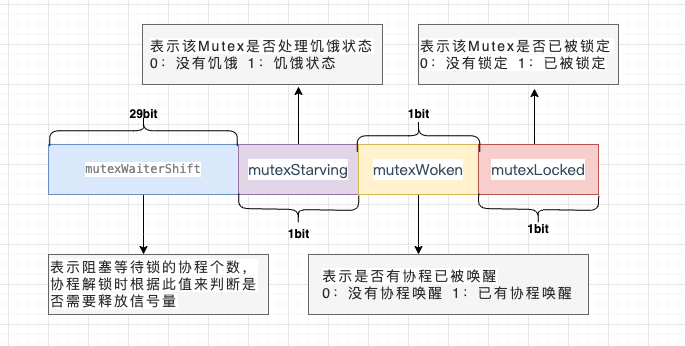 表示该Mutex是否处理饥饿状态
0：没有饥饿 1：饥饿状态
表示该Mutex是否已被锁定
0：没有锁定 1：已被锁定
29bit
1bit
mutexWaiterShift
mutexStarving
mutexWoken
mutexLocked
1bit
1bit
表示阻塞等待锁的协程个数，
协程解锁时根据此值来判断是
否需要释放信号量
表示是否有协程已被唤醒
0：没有协程唤醒 1：已有协程唤醒